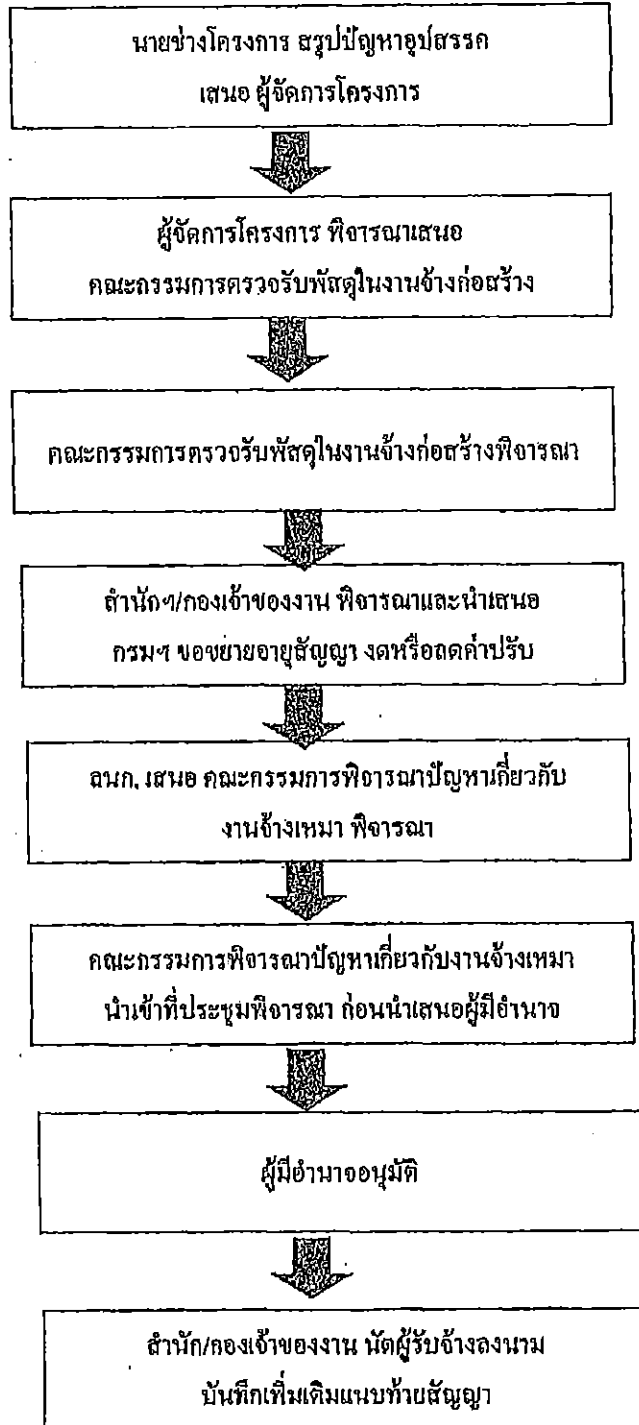 นายช่างโครงการ สรุปปัญหาอุปสรรค
เสนอ ผู้จัดการโครงการ
ผู้จัดการโครงการ พิจารณาเสนอ
คณะกรรมการตรวจรับพัสดุในงานจ้างก่อสร้าง
คณะกรรมการตรวจรับพัสดุในงานจ้างก่อสร้างพิจารณา
สำนักฯ/กองเจ้าของงาน พิจารณาและนำเสนอ
กรมฯ ขอขยายอายุสัญญา งดหรือลดค่าปรับ
ลนก. เสนอ คณะกรรมการพิจารณาปัญหาเกี่ยวกับ
งานจ้างเหมา พิจารณา
คณะกรรมการพิจารณาปัญหาเกี่ยวกับงานจ้างเหมา
นำเข้าที่ประชุมพิจารณา ก่อนนำเสนอผู้มีอำนาจ
ผู้มีอำนาจอนุมัติ
สำนัก/กองเจ้าของงาน นัดผู้รับจ้างลงนาม
บันทึกเพิ่มเติมแนบท้ายสัญญา